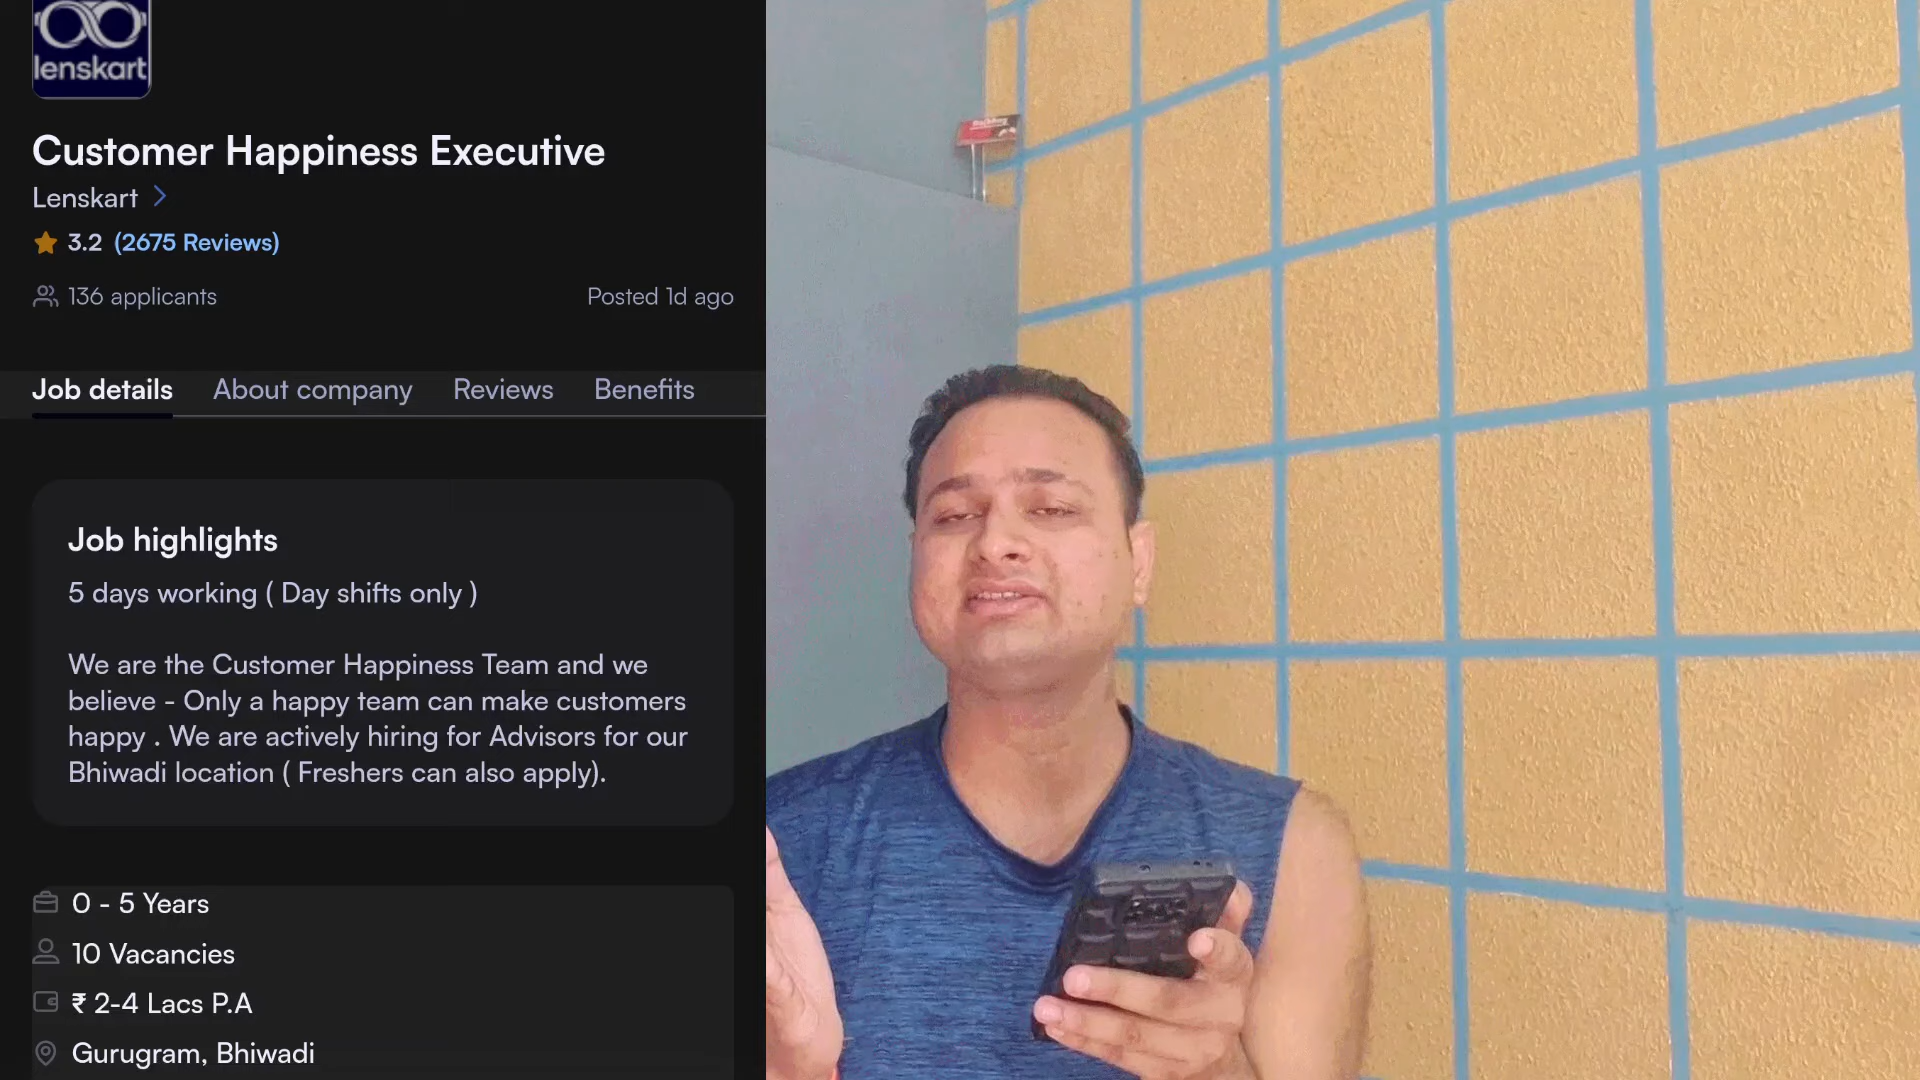 lenskart
Customer Happiness Executive
Lenskart
3.2 (2675 Reviews)
136 applicants
Posted 1d ago
Job details
About company
Reviews
Benefits
Job highlights
5 days working ( Day shifts only )
We are the Customer Happiness Team and we
believe - Only a happy team can make customers
happy . We are actively hiring for Advisors for our
Bhiwadi location ( Freshers can also apply).
0 - 5 Years
10 Vacancies
₹ 2-4 Lacs P.A
Gurugram, Bhiwadi